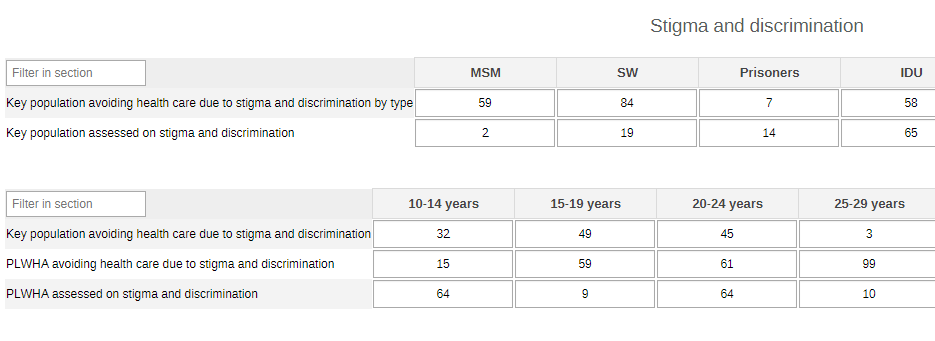 Stigma and discrimination
Filter in section MSM SW Prisoners IDU
Key population avoiding health care due to stigma and discrimination by type 59 84 7 58
Key population assessed on stigma and discrimination 2 19 14 65
Filter in section 10-14 years 15-19 years 20-24 years 25-29 years
Key population avoiding health care due to stigma and discrimination 32 49 45 3
PLWHA avoiding health care due to stigma and discrimination 15 59 61 99
PLWHA assessed on stigma and discrimination 64 9 64 10